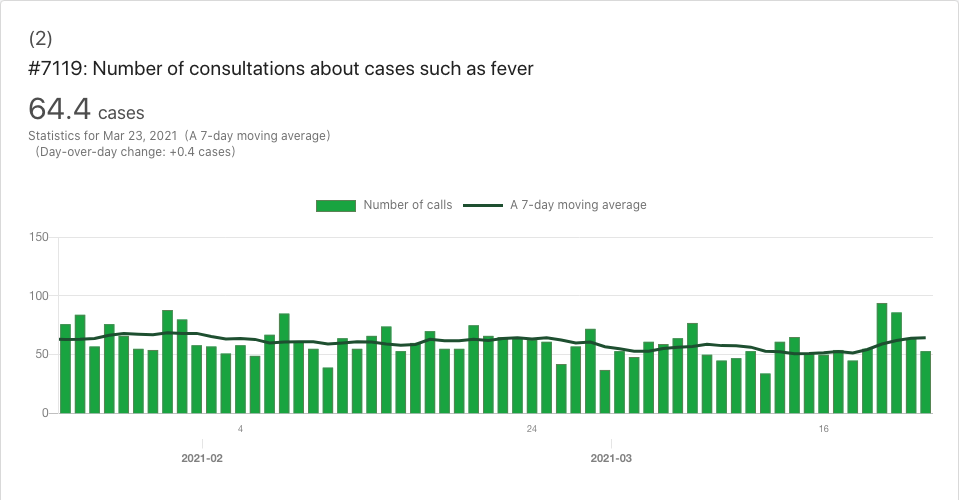 (2)
#7119: Number of consultations about cases such as fever
64.4 cases
Statistics for Mar 23, 2021 (A 7-day moving average)
(Day-over-day change: +0.4 cases)
Number of calls A 7-day moving average
150
100
50
0
4 24 16
2021-02 2021-03